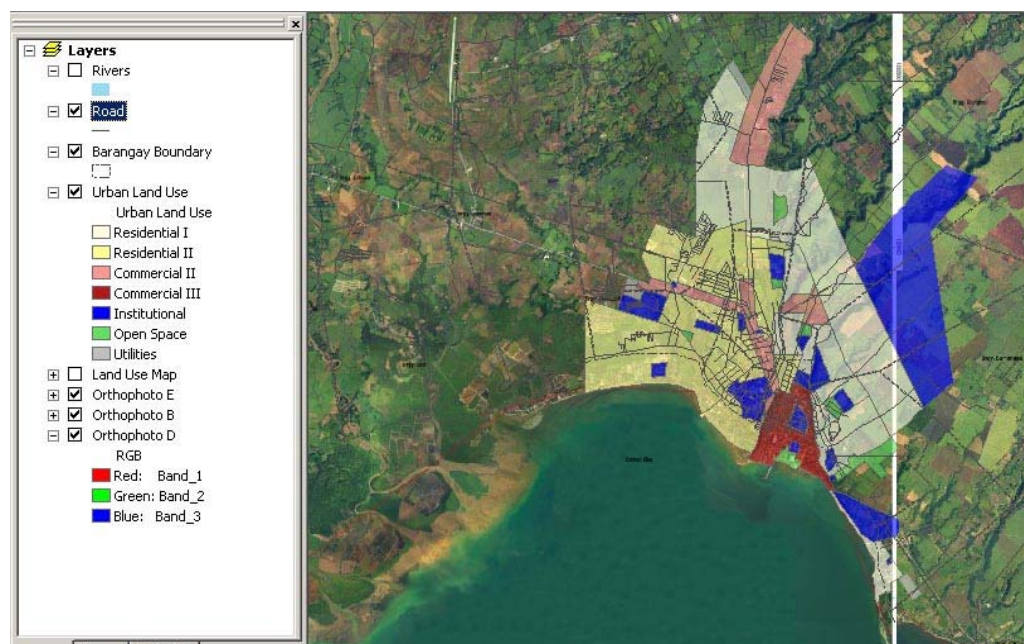 Layers
Rivers
Road
Barangay Boundary
Urban Land Use
Urban Land Use
Residential I
Residential II
Commercial II
Commercial III
Institutional
Open Space
Utilities
Land Use Map
Orthophoto E
Orthophoto B
Orthophoto D
RGB
Red: Band_1
Green: Band_2
Blue: Band_3